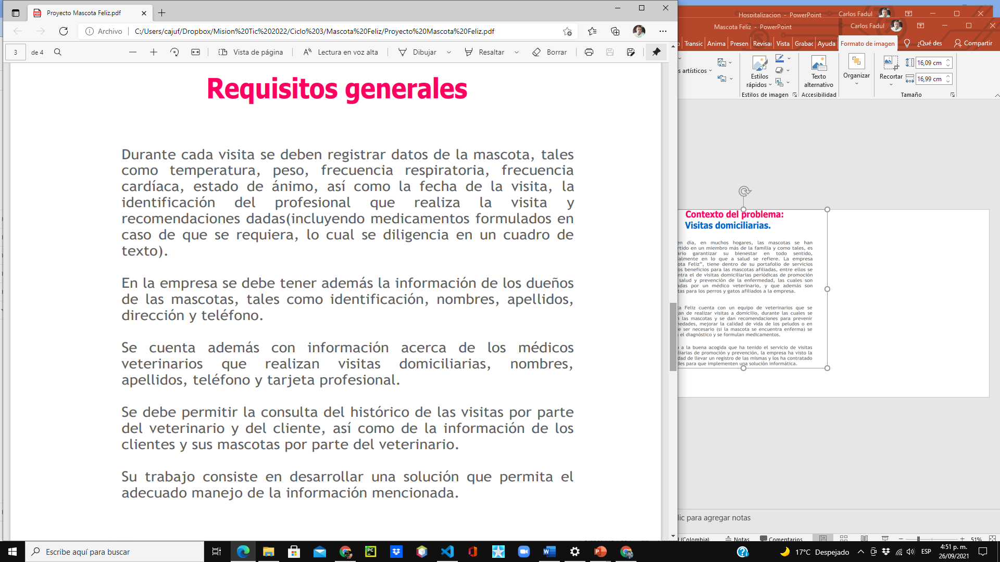 Proyecto Mascota Feliz.pdf
Archivo
C:/Users/cajuf/Dropbox/Mision%20Tic%202022/Ciclo%203/Mascota%20Feliz/Proyecto%20Mascota%20Feliz.pdf
3 de 4
Vista de página
Lectura en voz alta
Dibujar
Resaltar
Borrar
Requisitos generales
Durante cada visita se deben registrar datos de la mascota, tales
como temperatura, peso, frecuencia respiratoria, frecuencia
cardíaca, estado de ánimo, así como la fecha de la visita, la
identificación del profesional que realiza la visita y
recomendaciones dadas(incluyendo medicamentos formulados en
caso de que se requiera, lo cual se diligencia en un cuadro de
texto).
En la empresa se debe tener además la información de los dueños
de las mascotas, tales como identificación, nombres, apellidos,
dirección y teléfono.
Se cuenta además con información acerca de los médicos
veterinarios que realizan visitas domiciliarias, nombres,
apellidos, teléfono y tarjeta profesional.
Se debe permitir la consulta del histórico de las visitas por parte
del veterinario y del cliente, así como de la información de los
clientes y sus mascotas por parte del veterinario.
Su trabajo consiste en desarrollar una solución que permita el
adecuado manejo de la información mencionada.
Hospitalizacion - PowerPoint
Carlos Fadul
Mascota Feliz - PowerPoint
Carlos Fadul
Transic
Anima
Presen
Revisar
Vista
Grabac
Ayuda
Formato de imagen
¿Qué des
Compartir
s artísticos
Estilos
rápidos
Texto
alternativo
Organizar
Recortar
16,09 cm
16,99 cm
Estilos de imagen
Accesibilidad
Tamaño
Contexto del problema:
Visitas domiciliarias.
en día, en muchos hogares, las mascotas se han
rtido en un miembro más de la familia y como tales, es
ario garantizar su bienestar en todo sentido,
ialmente en lo que a salud se refiere. La empresa
ota Feliz", tiene dentro de su portafolio de servicios
os beneficios para las mascotas afiliadas, entre ellos se
ntra el de visitas domiciliarias periódicas de promoción
salud y prevención de la enfermedad, las cuales son
adas por un médico veterinario, y que además son
tas para los perros y gatos afiliados a la empresa.
a Feliz cuenta con un equipo de veterinarios que se
gan de realizar visitas a domicilio, durante las cuales se
n las mascotas y se dan recomendaciones para prevenir
medades, mejorar la calidad de vida de los peludos o en
e ser necesario (si la mascota se encuentra enferma) se
el diagnóstico y se formulan medicamentos.
o a la buena acogida que ha tenido el servicio de visitas
iliarias de promoción y prevención, la empresa ha visto la
dad de llevar un registro de las mismas y los ha contratado
des para que implementen una solución informática.
lic para agregar notas
(Colombia)
Notas
Comentarios
51%
Escribe aquí para buscar
17°C Despejado
ESP
4:51 p. m.
26/09/2021